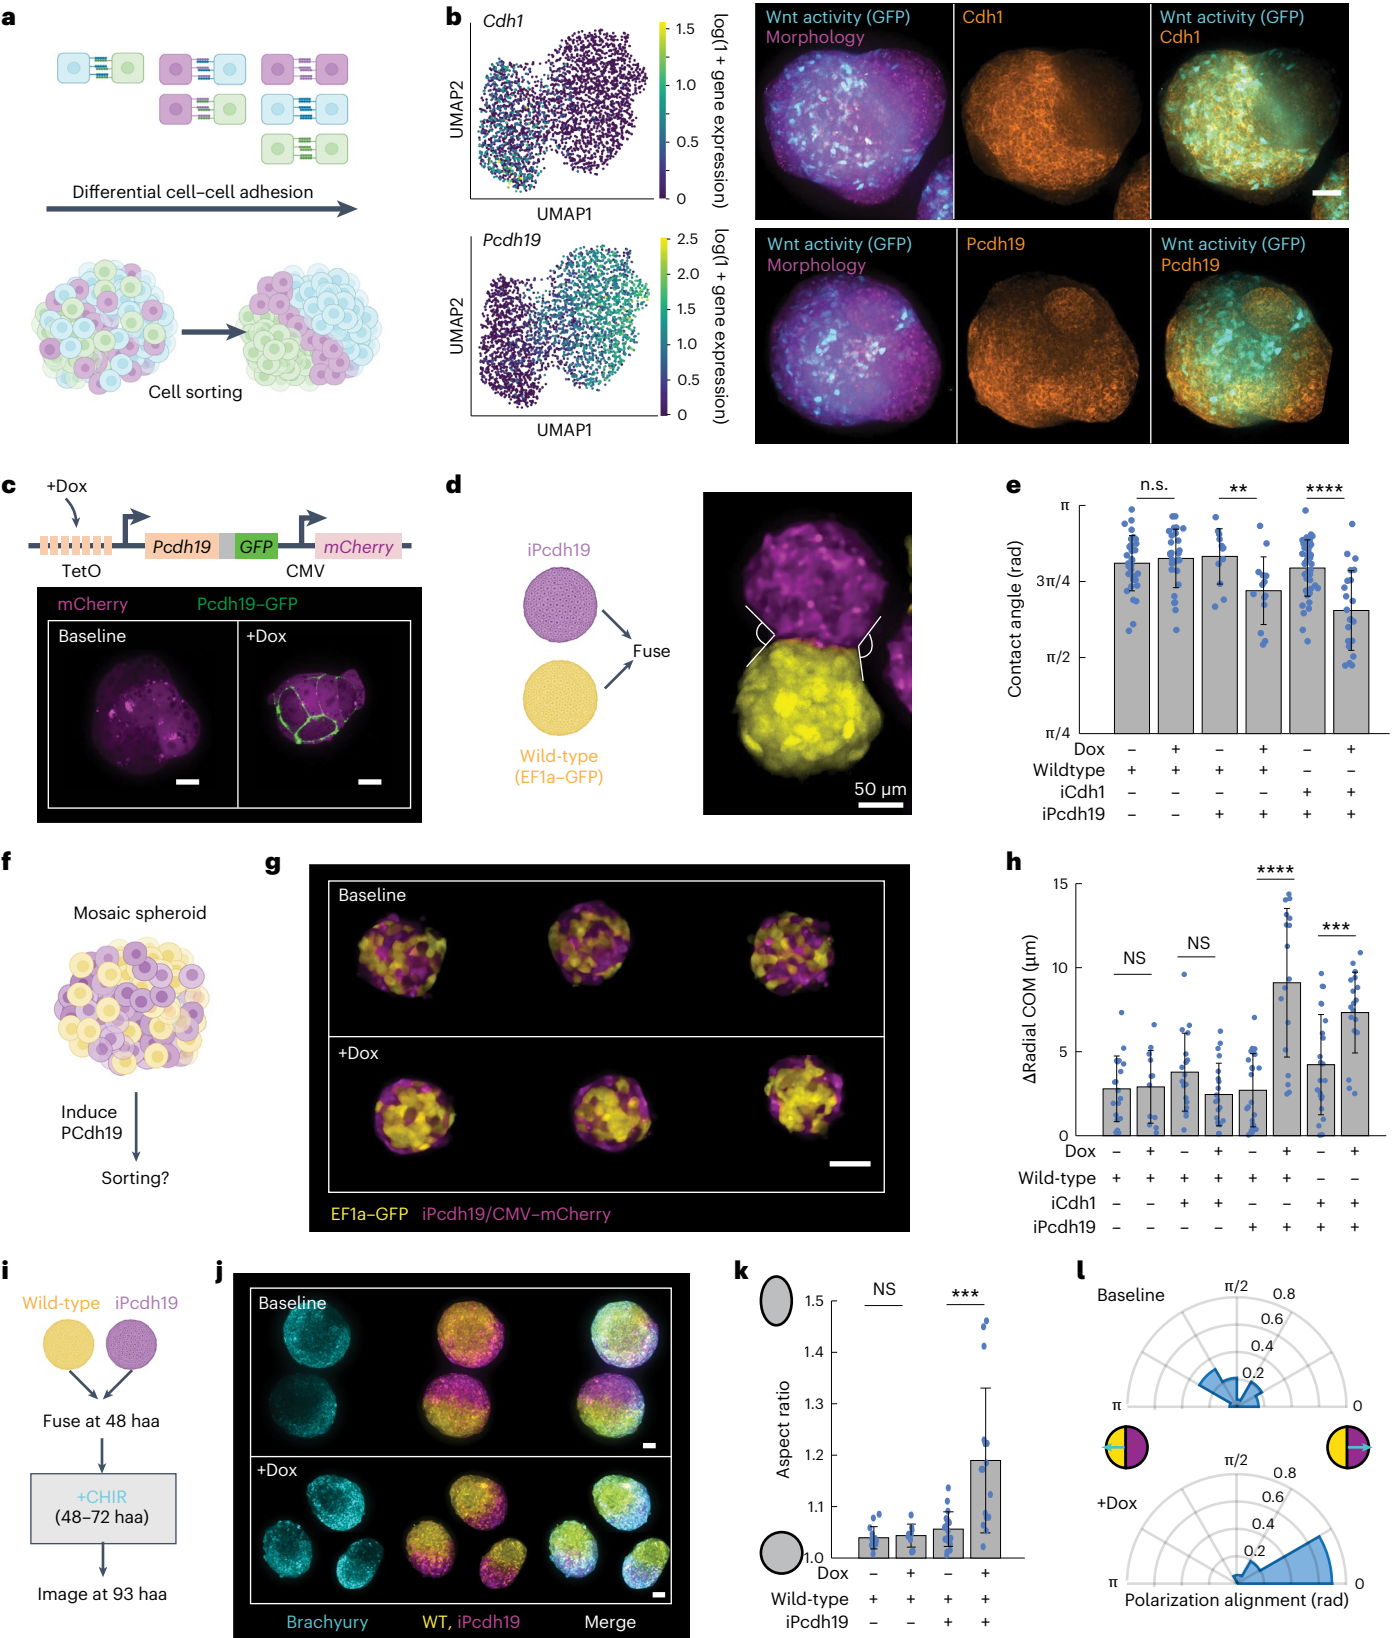 a
Differential cell–cell adhesion
Cell sorting
b
Cdh1
UMAP2
UMAP1
1.5
1.0
0.5
0
log(1 + gene expression)
Wnt activity (GFP)
Morphology
Cdh1
Wnt activity (GFP)
Cdh1
Pcdh19
UMAP2
UMAP1
2.5
2.0
1.5
1.0
0.5
0
log(1 + gene expression)
Wnt activity (GFP)
Morphology
Pcdh19
Wnt activity (GFP)
Pcdh19
c
+Dox
Pcdh19
GFP
mCherry
TetO
CMV
mCherry
Pcdh19–GFP
Baseline
+Dox
d
iPcdh19
Fuse
Wild-type
(EF1a–GFP)
50 µm
e
n.s.
**
****
π
3π/4
π/2
π/4
Contact angle (rad)
Dox – + – + – +
Wildtype + + + + – –
iCdh1 – – – – + +
iPcdh19 – – + + + +
f
Mosaic spheroid
Induce
PCdh19
Sorting?
g
Baseline
+Dox
EF1a–GFP iPcdh19/CMV–mCherry
h
NS
NS
****
***
15
10
5
0
ΔRadial COM (µm)
Dox – + – + – + – +
Wild-type + + + + + + – –
iCdh1 – – + + – – + +
iPcdh19 – – – – + + + +
i
Wild-type iPcdh19
Fuse at 48 haa
+CHIR
(48–72 haa)
Image at 93 haa
j
Baseline
+Dox
Brachyury
WT, iPcdh19
Merge
k
NS
***
1.5
1.4
1.3
1.2
1.1
1.0
Aspect ratio
Dox – + – +
Wild-type + + + +
iPcdh19 – – + +
l
Baseline
π/2
0.8
0.6
0.4
0.2
π
0
+Dox
π/2
0.8
0.6
0.4
0.2
π
0
Polarization alignment (rad)